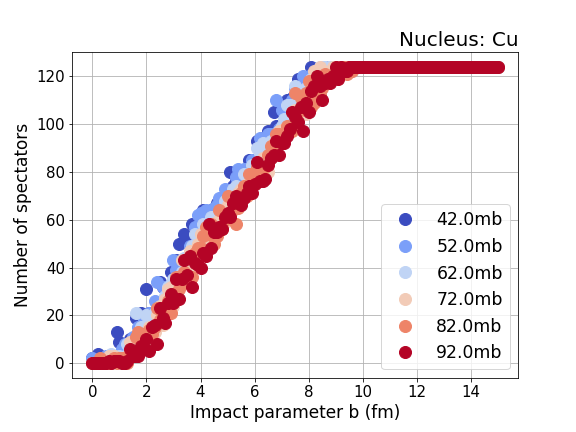 Nucleus: Cu
Number of spectators
120
100
80
60
40
20
0
42.0mb
52.0mb
62.0mb
72.0mb
82.0mb
92.0mb
0 2 4 6 8 10 12 14
Impact parameter b (fm)